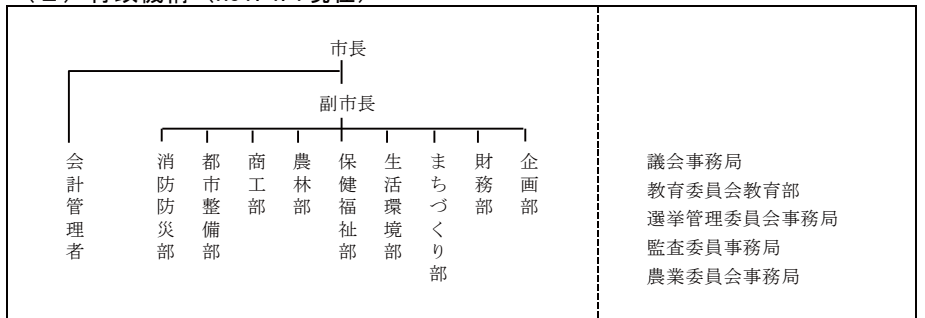 市長
副市長
会計管理者
消防防災部
都市整備部
商工部
農林部
保健福祉部
生活環境部
まちづくり部
財務部
企画部
議会事務局
教育委員会教育部
選挙管理委員会事務局
監査委員事務局
農業委員会事務局